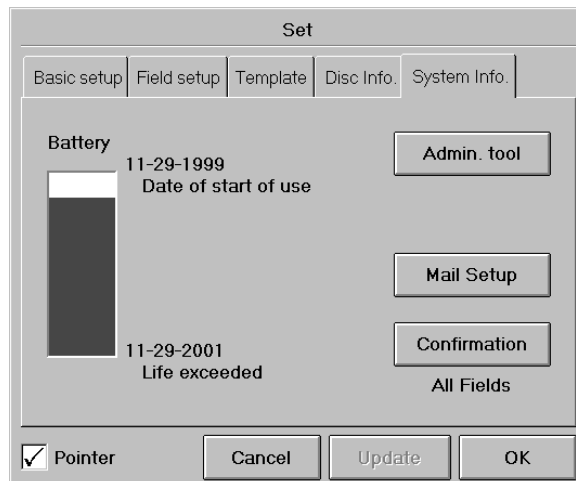 Set
Basic setup Field setup Template Disc Info. System Info.
Battery
11-29-1999
Date of start of use
Admin. tool
Mail Setup
11-29-2001
Life exceeded
Confirmation
All Fields
Pointer Cancel Update OK